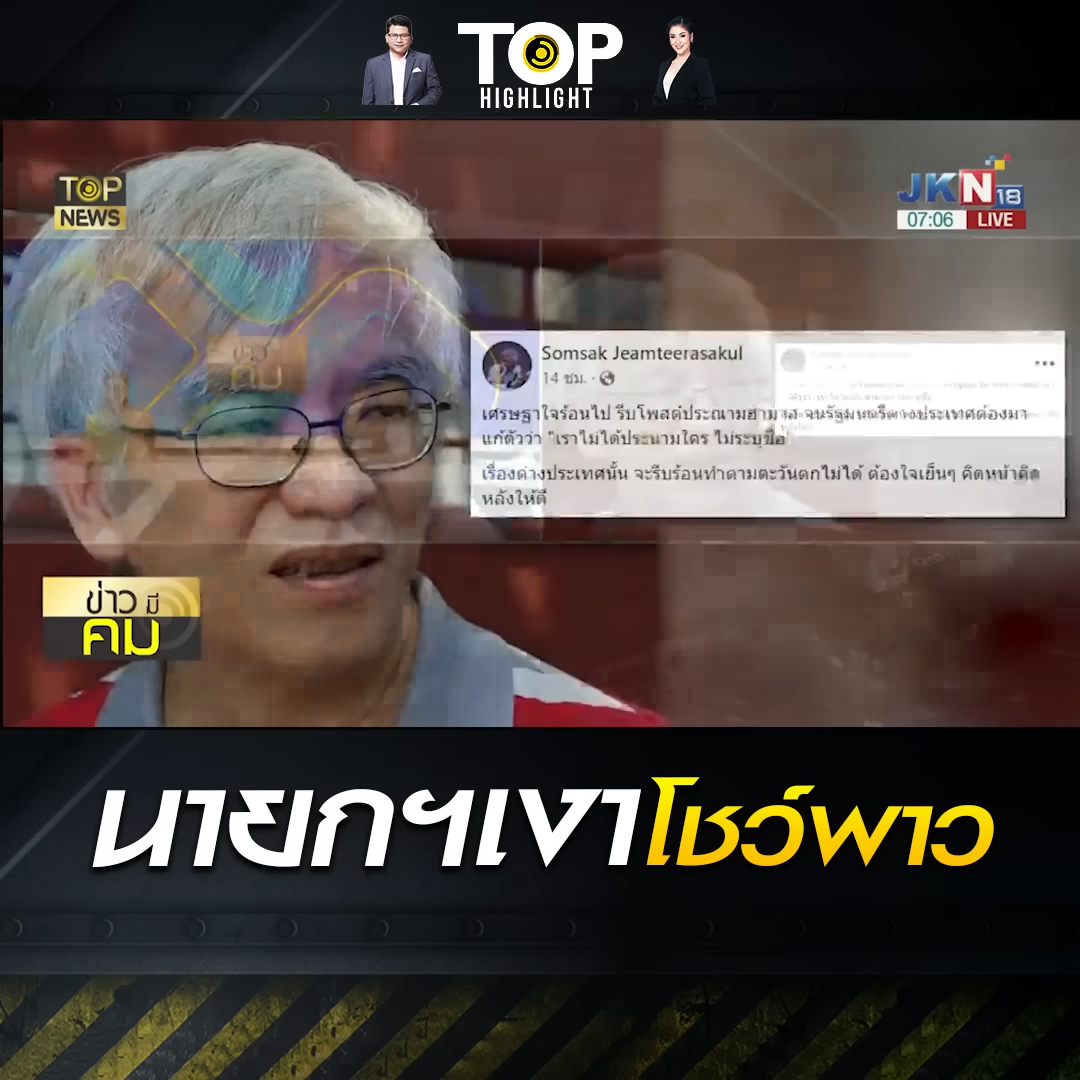 TOP
HIGHLIGHT
TOP
NEWS
JKN18
07:06 LIVE
Somsak Jeamteerasakul
14 ชม.
เศรษฐาใจร้อนไป รีบโพสต์ประณามฮามาส จนรัฐมนตรีต่างประเทศต้องมา
แก้ตัวว่า "เราไม่ได้ประนามใคร ไม่ระบุชื่อ"
เรื่องต่างประเทศนั้น จะรีบร้อนทำตามตะวันตกไม่ได้ ต้องใจเย็นๆ คิดหน้าคิด
หลังให้ดี
ข่าวมี
คม
นายกฯเงาโชว์พาว